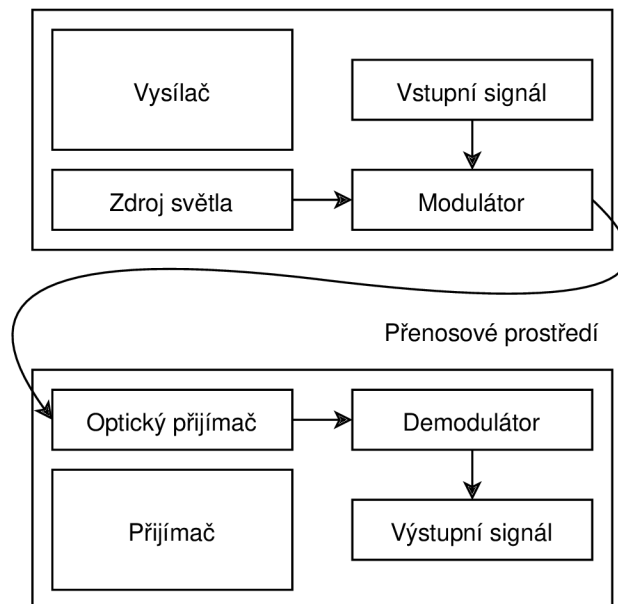 Vysílač
Vstupní signál
Zdroj světla
Modulátor
Přenosové prostředí
Optický přijímač
Demodulátor
Přijímač
Výstupní signál